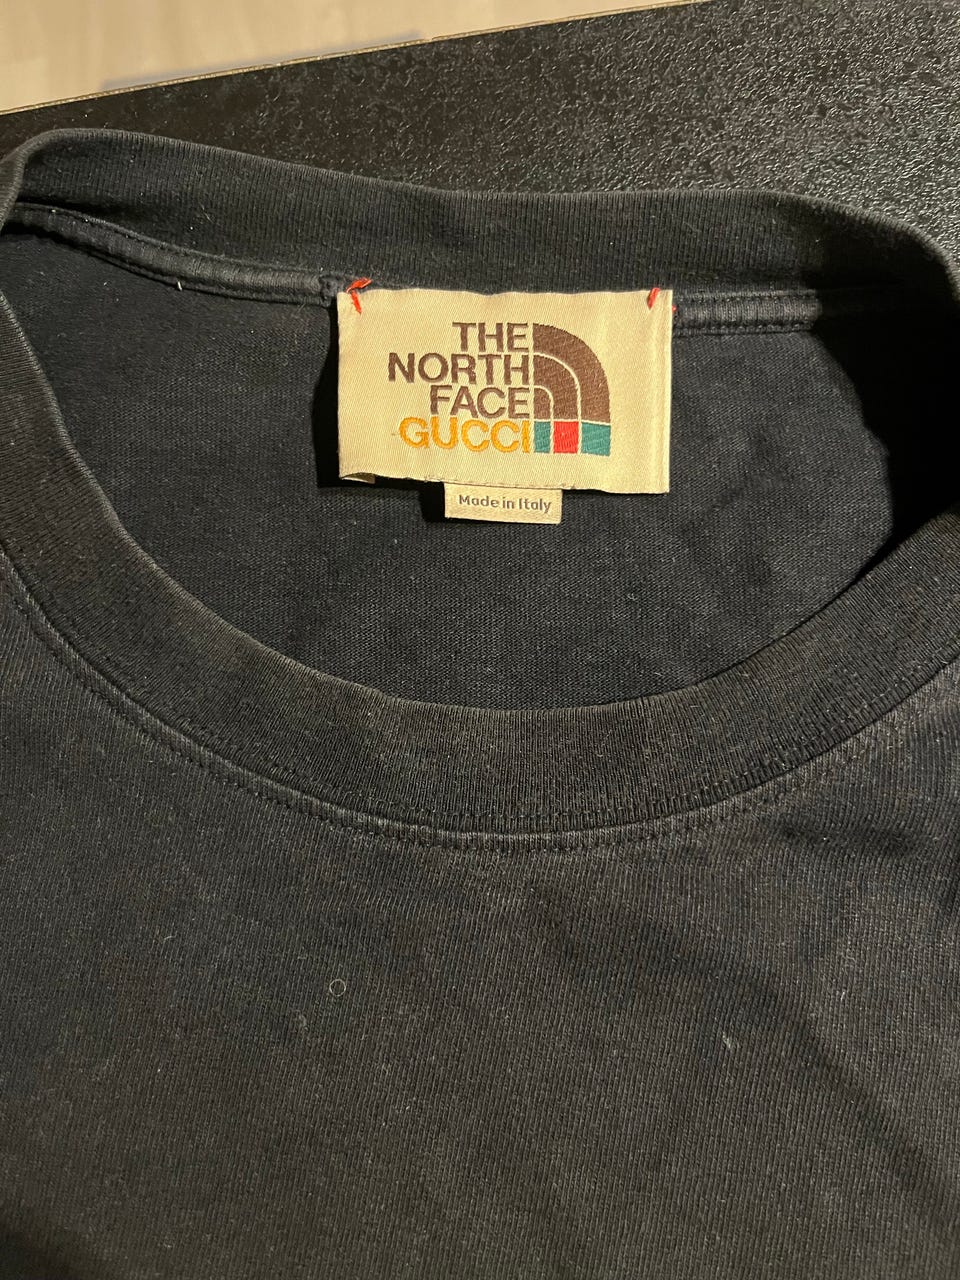 THE
NORTH
FACE
GUCCI
Made in Italy